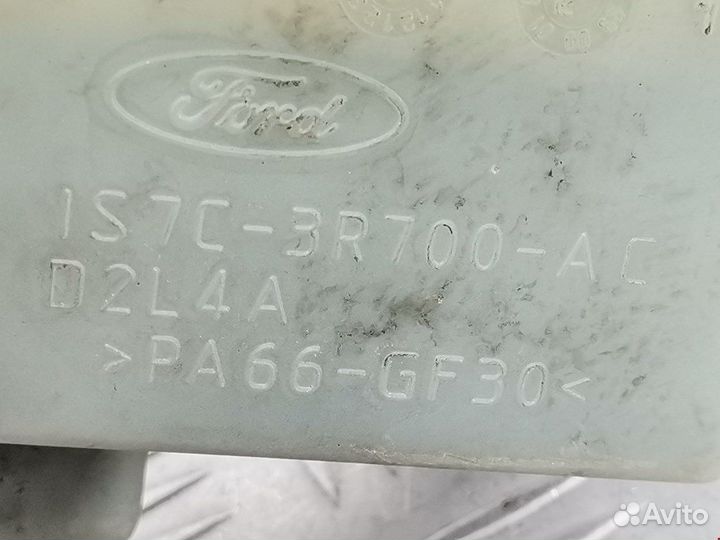 Ford
1S7C-3R700-AC
D2L4A
>PA66-GF30<
Avito